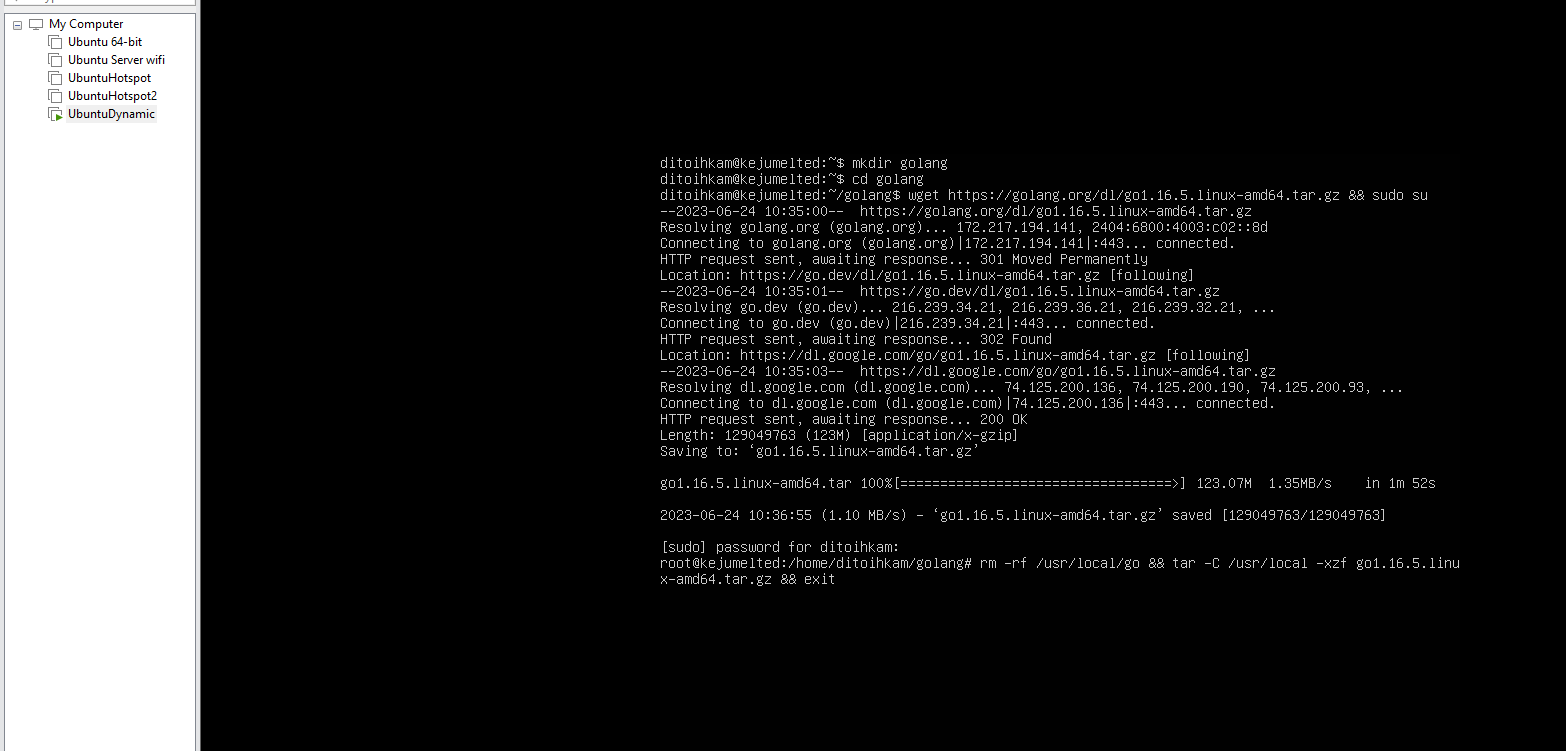 My Computer
Ubuntu 64-bit
Ubuntu Server wifi
UbuntuHotspot
UbuntuHotspot2
UbuntuDynamic
ditoihkam@kejumelted:~$ mkdir golang
ditoihkam@kejumelted:~$ cd golang
ditoihkam@kejumelted:~/golang$ wget https://golang.org/dl/go1.16.5.linux-amd64.tar.gz && sudo su
--2023-06-24 10:35:00--  https://golang.org/dl/go1.16.5.linux-amd64.tar.gz
Resolving golang.org (golang.org)... 172.217.194.141, 2404:6800:4003:c02::8d
Connecting to golang.org (golang.org)|172.217.194.141|:443... connected.
HTTP request sent, awaiting response... 301 Moved Permanently
Location: https://go.dev/dl/go1.16.5.linux-amd64.tar.gz [following]
--2023-06-24 10:35:01--  https://go.dev/dl/go1.16.5.linux-amd64.tar.gz
Resolving go.dev (go.dev)... 216.239.34.21, 216.239.36.21, 216.239.32.21, ...
Connecting to go.dev (go.dev)|216.239.34.21|:443... connected.
HTTP request sent, awaiting response... 302 Found
Location: https://dl.google.com/go/go1.16.5.linux-amd64.tar.gz [following]
--2023-06-24 10:35:03--  https://dl.google.com/go/go1.16.5.linux-amd64.tar.gz
Resolving dl.google.com (dl.google.com)... 74.125.200.136, 74.125.200.190, 74.125.200.93, ...
Connecting to dl.google.com (dl.google.com)|74.125.200.136|:443... connected.
HTTP request sent, awaiting response... 200 OK
Length: 129049763 (123M) [application/x-gzip]
Saving to: ‘go1.16.5.linux-amd64.tar.gz’
go1.16.5.linux-amd64.tar 100%[==================================>] 123.07M  1.35MB/s    in 1m 52s
2023-06-24 10:36:55 (1.10 MB/s) - ‘go1.16.5.linux-amd64.tar.gz’ saved [129049763/129049763]
[sudo] password for ditoihkam:
root@kejumelted:/home/ditoihkam/golang# rm -rf /usr/local/go && tar -C /usr/local -xzf go1.16.5.linu
x-amd64.tar.gz && exit